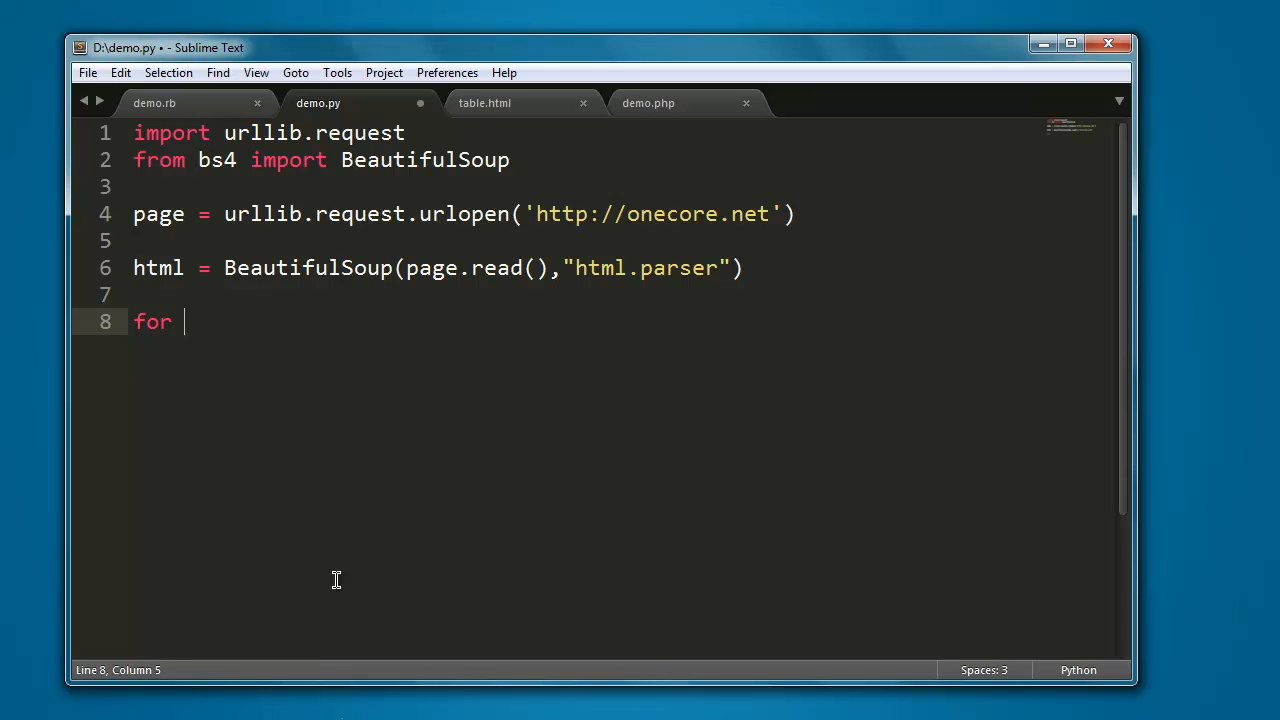 D:\demo.py • - Sublime Text
File Edit Selection Find View Goto Tools Project Preferences Help
demo.rb demo.py table.html demo.php
1 import urllib.request
2 from bs4 import BeautifulSoup
3
4 page = urllib.request.urlopen('http://onecore.net')
5
6 html = BeautifulSoup(page.read(),"html.parser")
7
8 for
Line 8, Column 5 Spaces: 3 Python